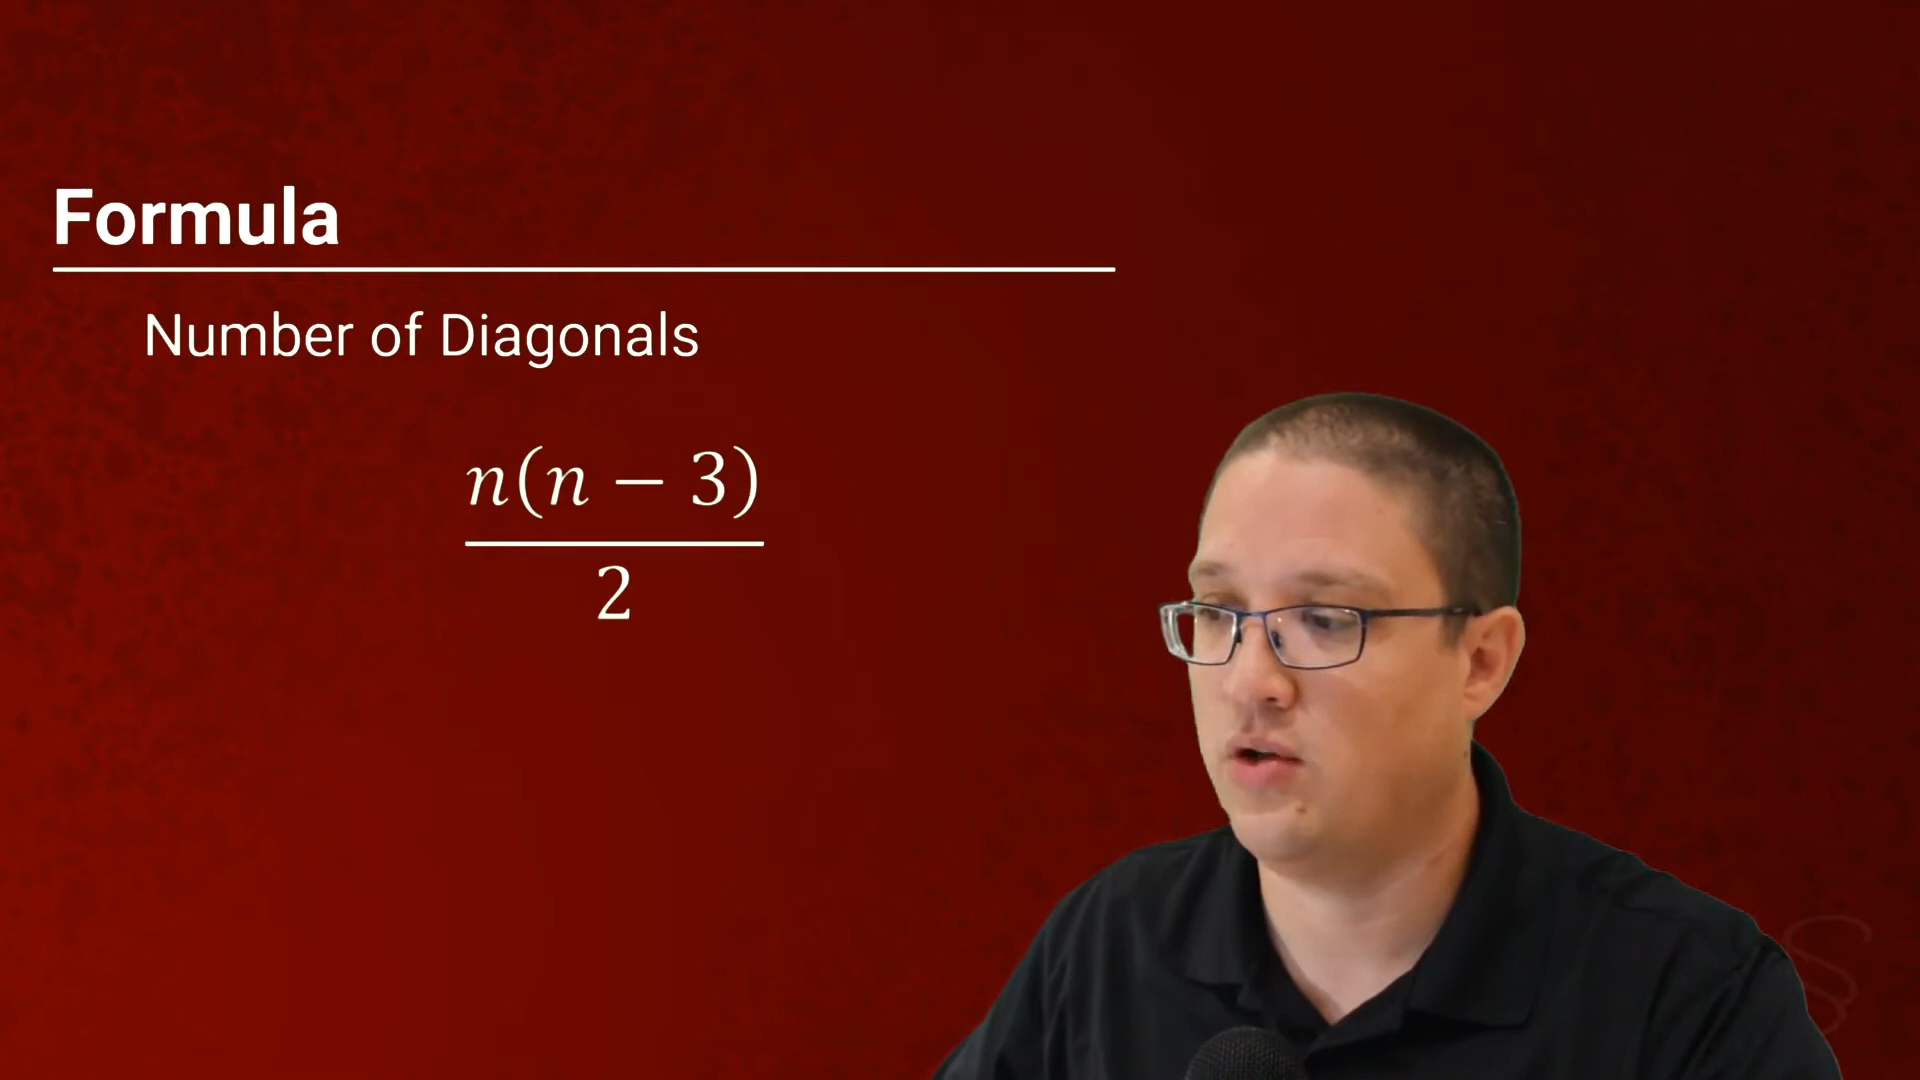 Formula
Number of Diagonals
n(n − 3)
2